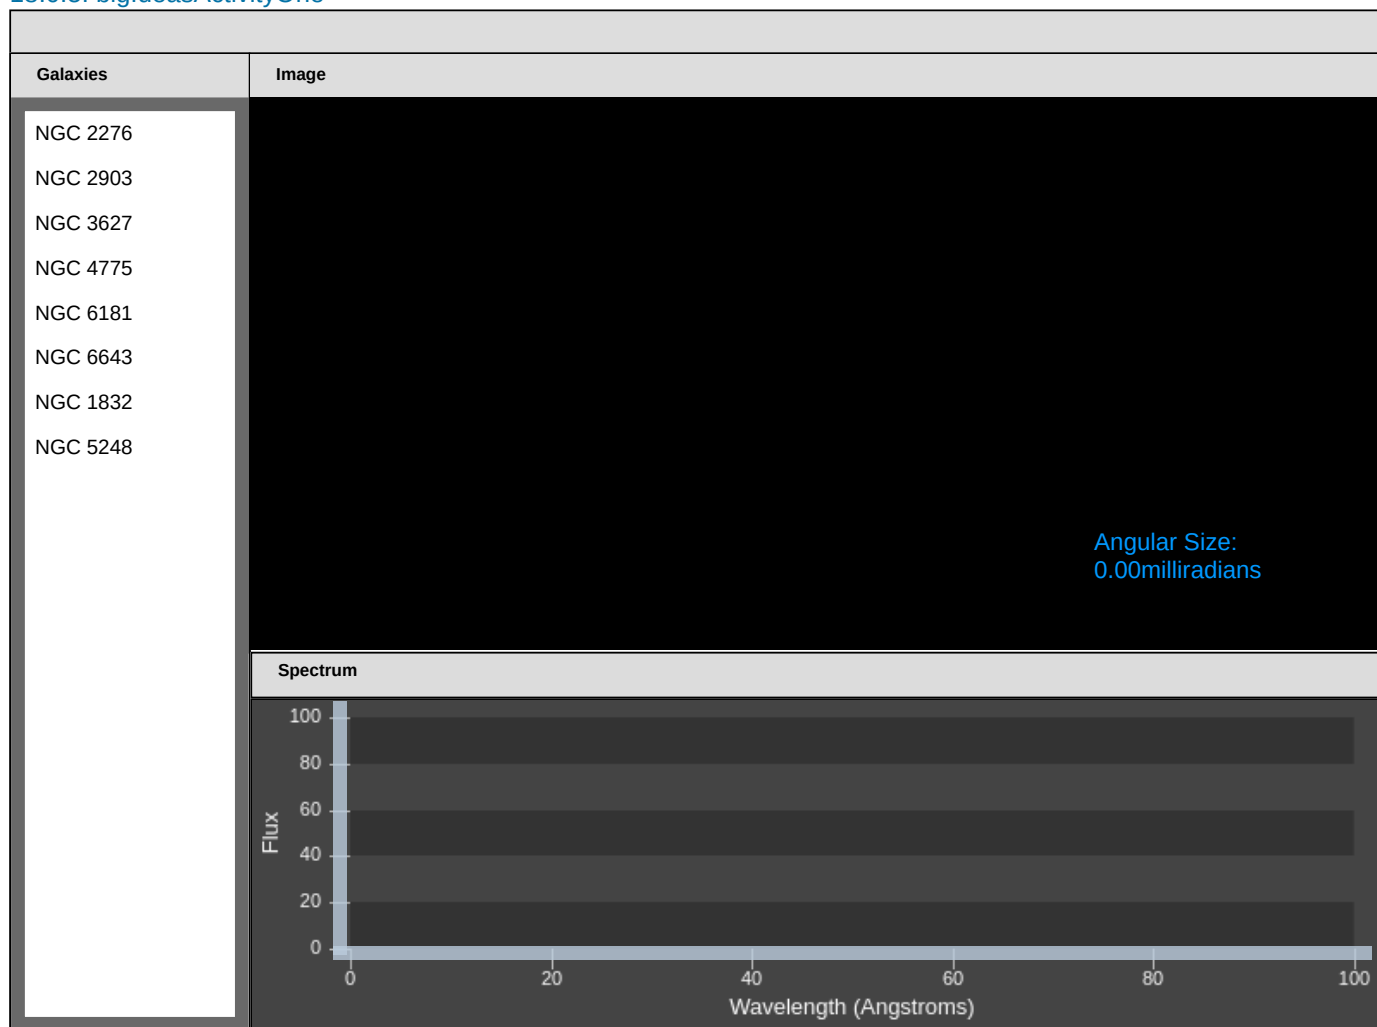 Galaxies
Image
NGC 2276
NGC 2903
NGC 3627
NGC 4775
NGC 6181
NGC 6643
NGC 1832
NGC 5248
Angular Size:
0.00milliradians
Spectrum
100
80
60
40
20
0
Flux
0 20 40 60 80 100
Wavelength (Angstroms)